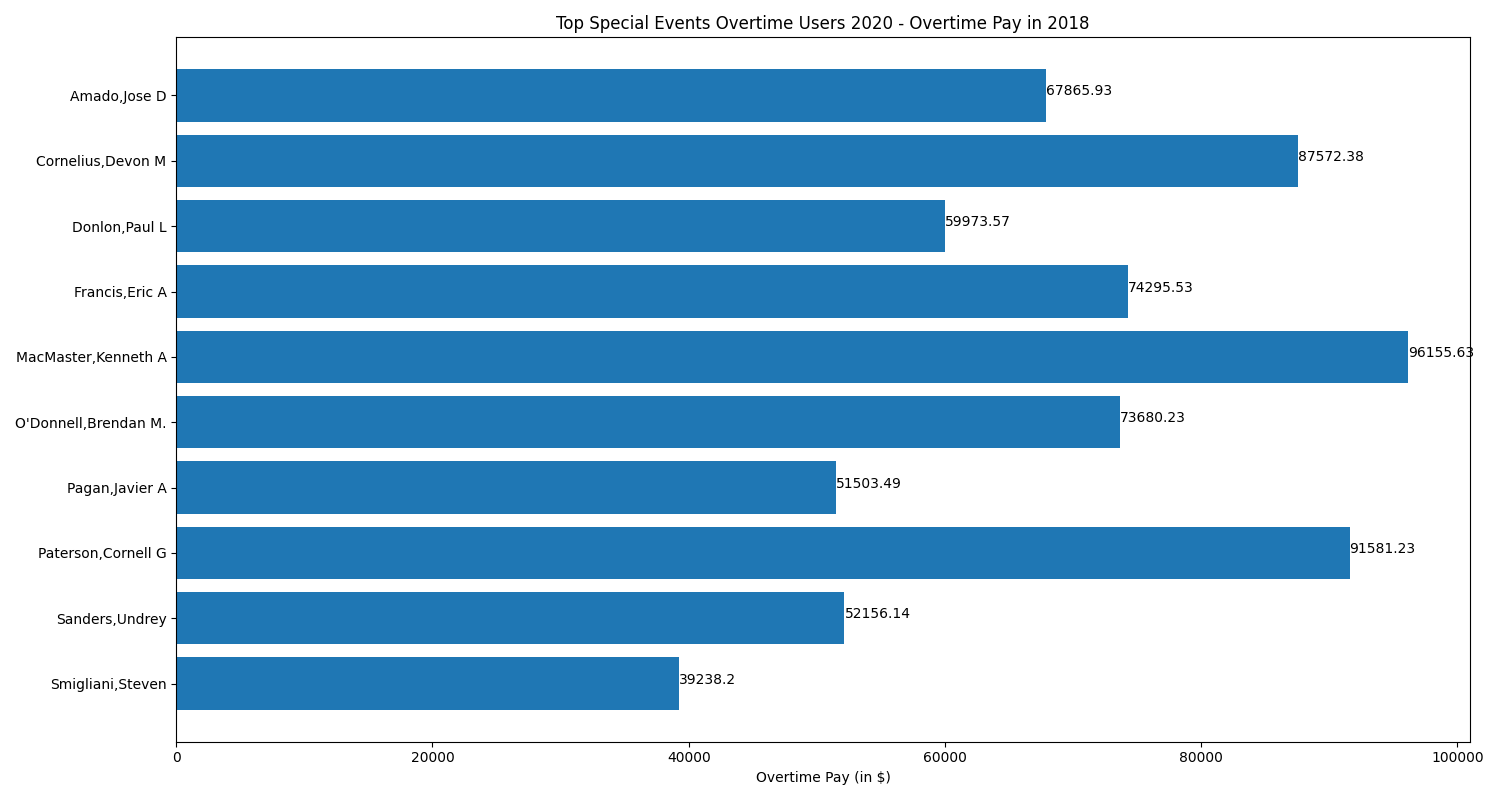 Top Special Events Overtime Users 2020 - Overtime Pay in 2018
Amado,Jose D
67865.93
Cornelius,Devon M
87572.38
Donlon,Paul L
59973.57
Francis,Eric A
74295.53
MacMaster,Kenneth A
96155.63
O'Donnell,Brendan M.
73680.23
Pagan,Javier A
51503.49
Paterson,Cornell G
91581.23
Sanders,Undrey
52156.14
Smigliani,Steven
39238.2
0 20000 40000 60000 80000 100000
Overtime Pay (in $)